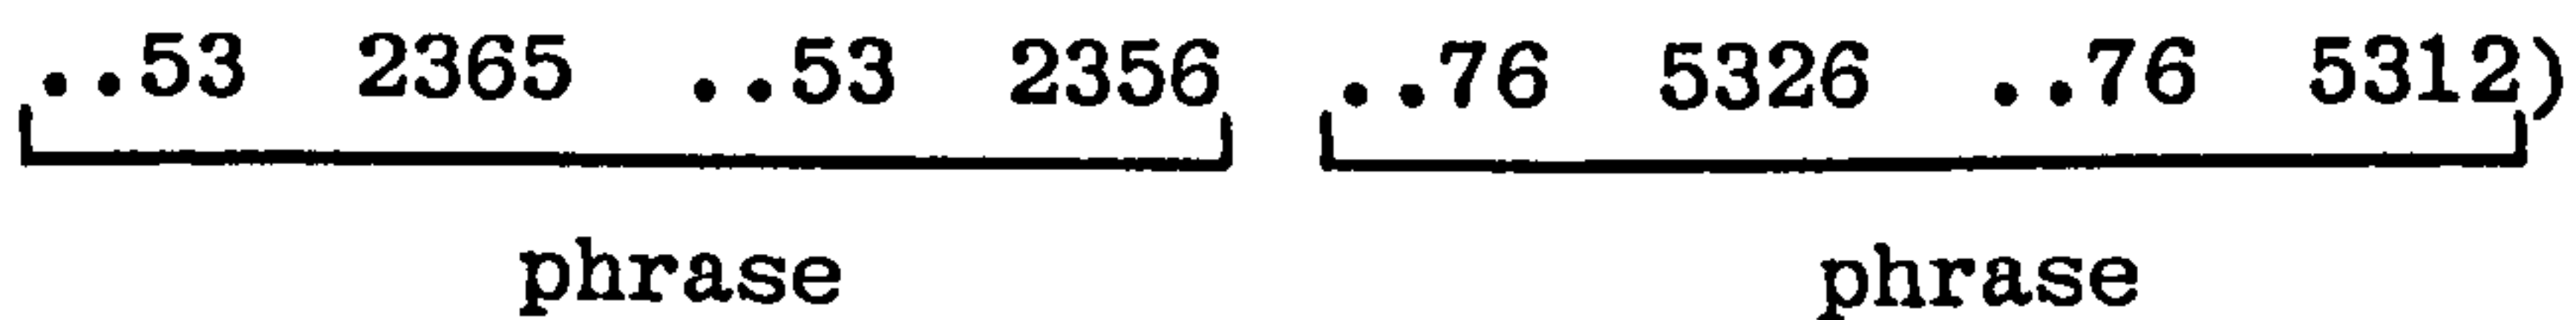 ..53 2365 ..53 2356 ..76 5326 ..76 5312)
phrase phrase